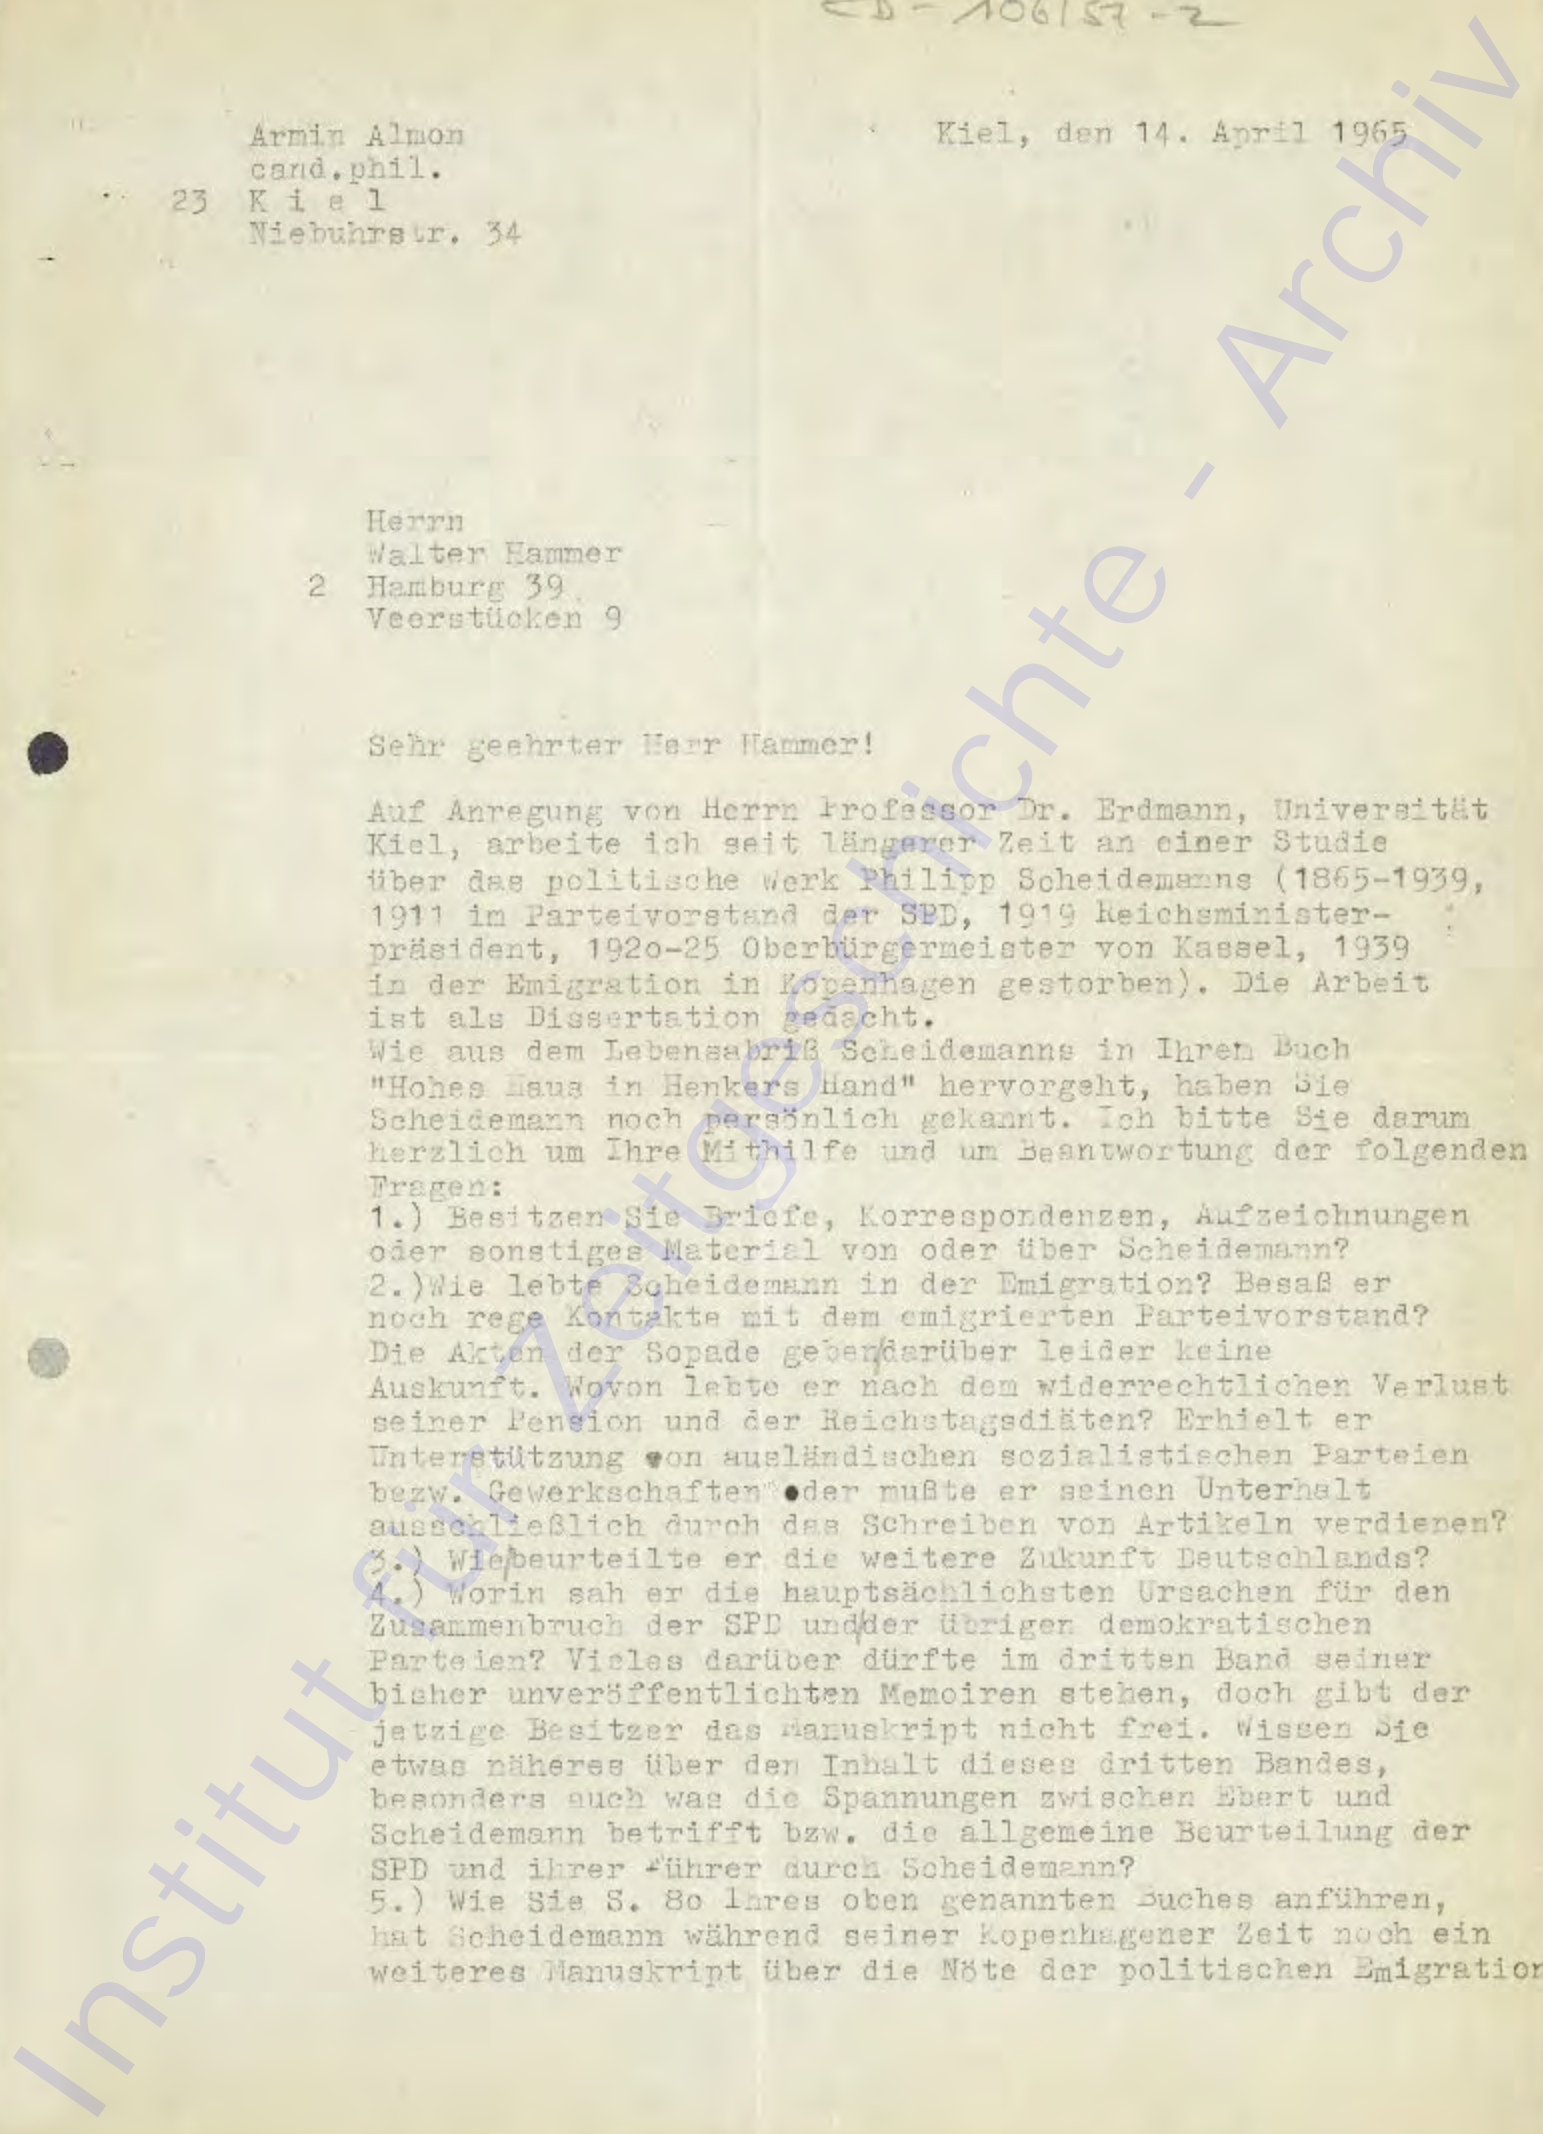 ED - 106/57-2
Armin Almon
cand.phil.
23 K i e l
Niebuhrstr. 34
Kiel, den 14. April 1965
Herrn
Walter Hammer
2 Hamburg 39
Veerstücken 9
Sehr geehrter Herr Hammer!
Auf Anregung von Herrn Professor Dr. Erdmann, Universität
Kiel, arbeite ich seit längerer Zeit an einer Studie
über das politische Werk Philipp Scheidemanns (1865-1939,
1911 im Parteivorstand der SPD, 1919 Reichsminister-
präsident, 192o-25 Oberbürgermeister von Kassel, 1939
in der Emigration in Kopenhagen gestorben). Die Arbeit
ist als Dissertation gedacht.
Wie aus dem Lebensabriß Scheidemanns in Ihrem Buch
"Hohes Haus in Henkers Hand" hervorgeht, haben Sie
Scheidemann noch persönlich gekannt. Ich bitte Sie darum
herzlich um Ihre Mithilfe und um Beantwortung der folgenden
Fragen:
1.) Besitzen Sie Briefe, Korrespondenzen, Aufzeichnungen
oder sonstiges Material von oder über Scheidemann?
2.)Wie lebte Scheidemann in der Emigration? Besaß er
noch rege Kontakte mit dem emigrierten Parteivorstand?
Die Akten der Sopade geben/darüber leider keine
Auskunft. Wovon lebte er nach dem widerrechtlichen Verlust
seiner Pension und der Reichstagsdiäten? Erhielt er
Unterstützung von ausländischen sozialistischen Parteien
bezw. Gewerkschaften oder mußte er seinen Unterhalt
ausschließlich durch das Schreiben von Artikeln verdienen?
3.) Wie/beurteilte er die weitere Zukunft Deutschlands?
4.) Worin sah er die hauptsächlichsten Ursachen für den
Zusammenbruch der SPD und/der übrigen demokratischen
Parteien? Vieles darüber dürfte im dritten Band seiner
bisher unveröffentlichten Memoiren stehen, doch gibt der
jetzige Besitzer das Manuskript nicht frei. Wissen Sie
etwas näheres über den Inhalt dieses dritten Bandes,
besonders auch was die Spannungen zwischen Ebert und
Scheidemann betrifft bzw. die allgemeine Beurteilung der
SPD und ihrer Führer durch Scheidemann?
5.) Wie Sie S. 8o Ihres oben genannten Buches anführen,
hat Scheidemann während seiner Kopenhagener Zeit noch ein
weiteres Manuskript über die Nöte der politischen Emigration
Institut für Zeitgeschichte - Archiv